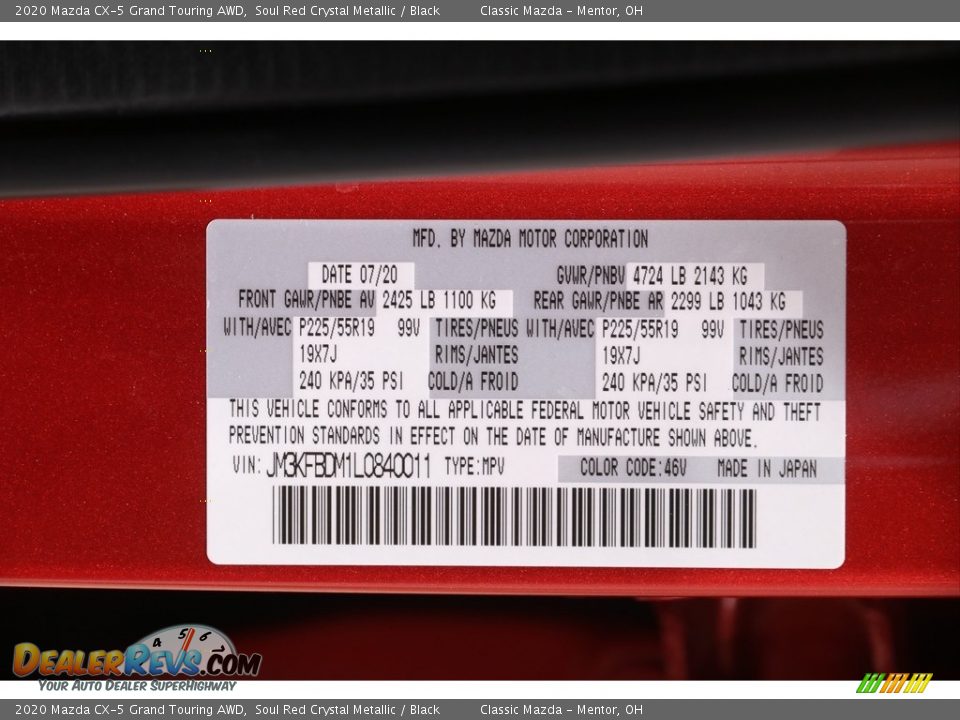 2020 Mazda CX-5 Grand Touring AWD, Soul Red Crystal Metallic / Black Classic Mazda - Mentor, OH
MFD. BY MAZDA MOTOR CORPORATION
DATE 07/20 GVWR/PNBV 4724 LB 2143 KG
FRONT GAWR/PNBE AV 2425 LB 1100 KG REAR GAWR/PNBE AR 2299 LB 1043 KG
WITH/AVEC P225/55R19 99V TIRES/PNEUS WITH/AVEC P225/55R19 99V TIRES/PNEUS
19X7J RIMS/JANTES 19X7J RIMS/JANTES
240 KPA/35 PSI COLD/A FROID 240 KPA/35 PSI COLD/A FROID
THIS VEHICLE CONFORMS TO ALL APPLICABLE FEDERAL MOTOR VEHICLE SAFETY AND THEFT
PREVENTION STANDARDS IN EFFECT ON THE DATE OF MANUFACTURE SHOWN ABOVE.
VIN: JM3KFBDM1L0840011 TYPE:MPV COLOR CODE:46V MADE IN JAPAN
4 5 6
DEALERREVS.COM
YOUR AUTO DEALER SUPERHIGHWAY
2020 Mazda CX-5 Grand Touring AWD, Soul Red Crystal Metallic / Black Classic Mazda - Mentor, OH